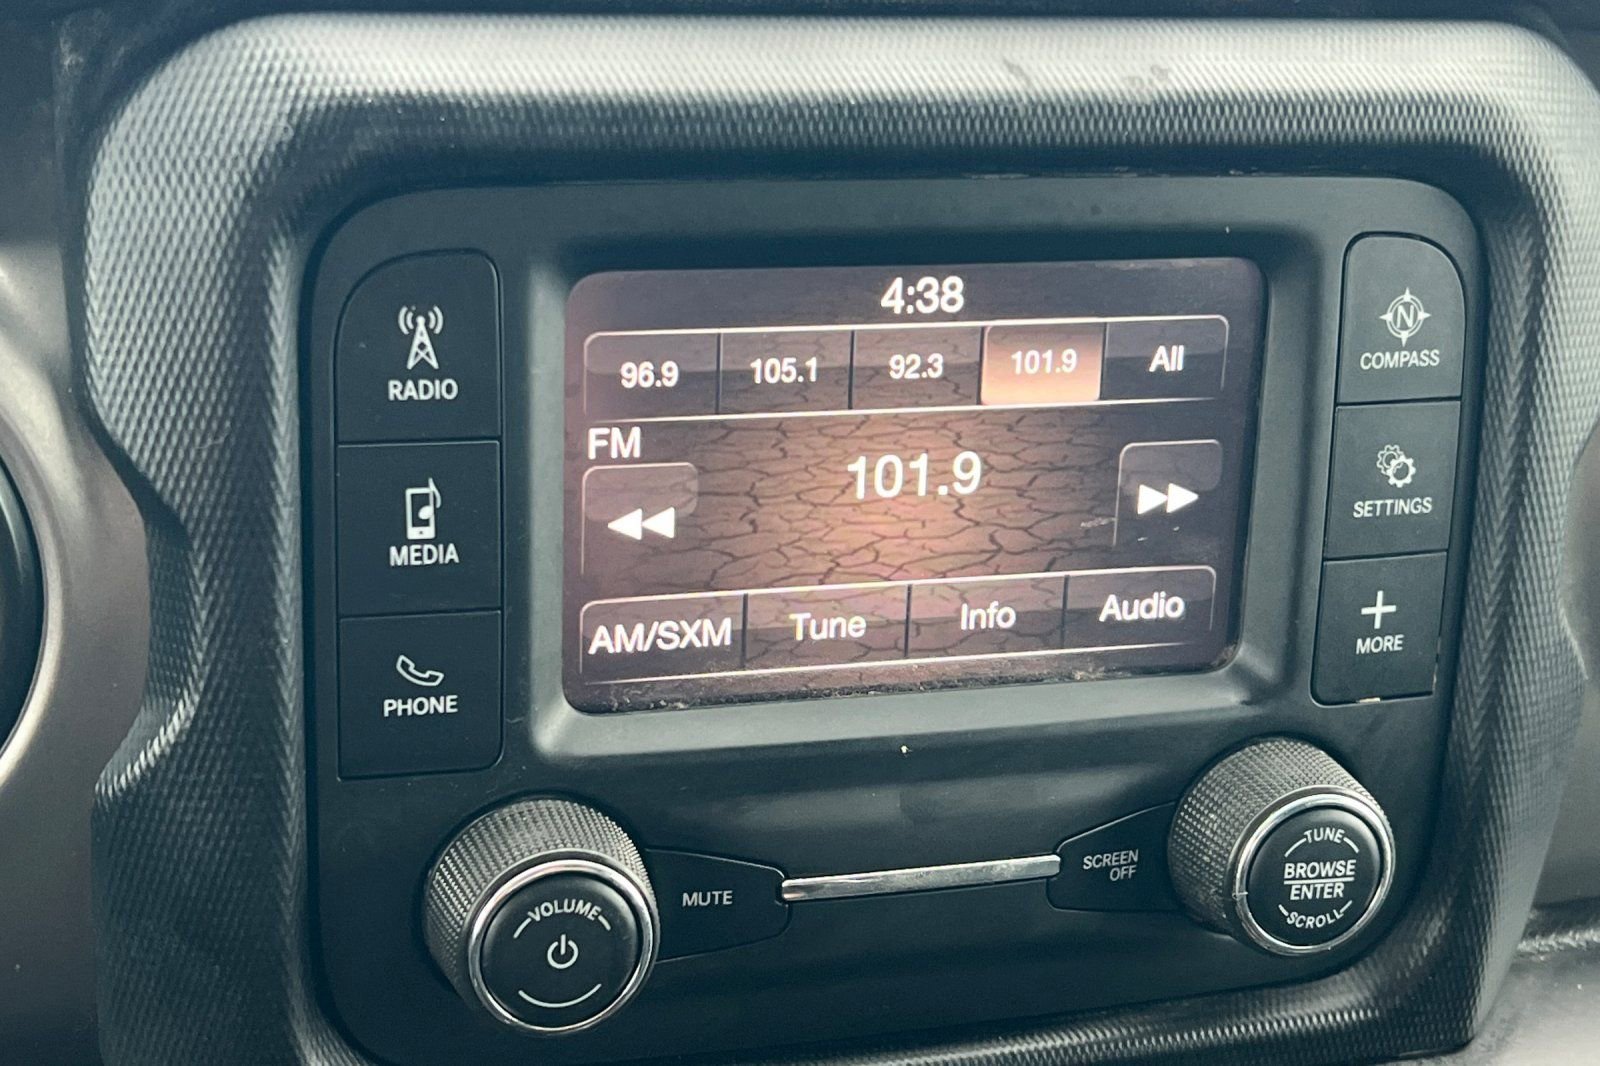 4:38
96.9 105.1 92.3 101.9 All
FM
101.9
AM/SXM Tune Info Audio
RADIO
MEDIA
PHONE
N
COMPASS
SETTINGS
MORE
VOLUME
MUTE
SCREEN
OFF
TUNE
BROWSE
ENTER
SCROLL